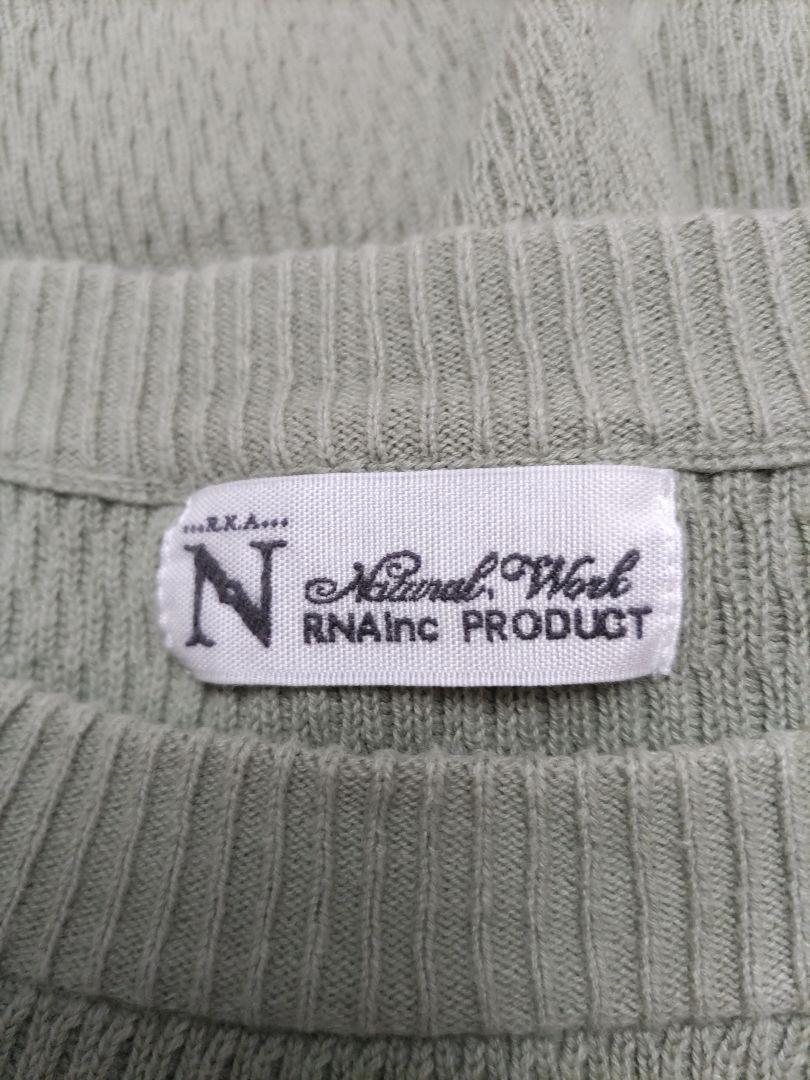 ...R.N.A...
N
Natural, Work
RNAInc PRODUCT